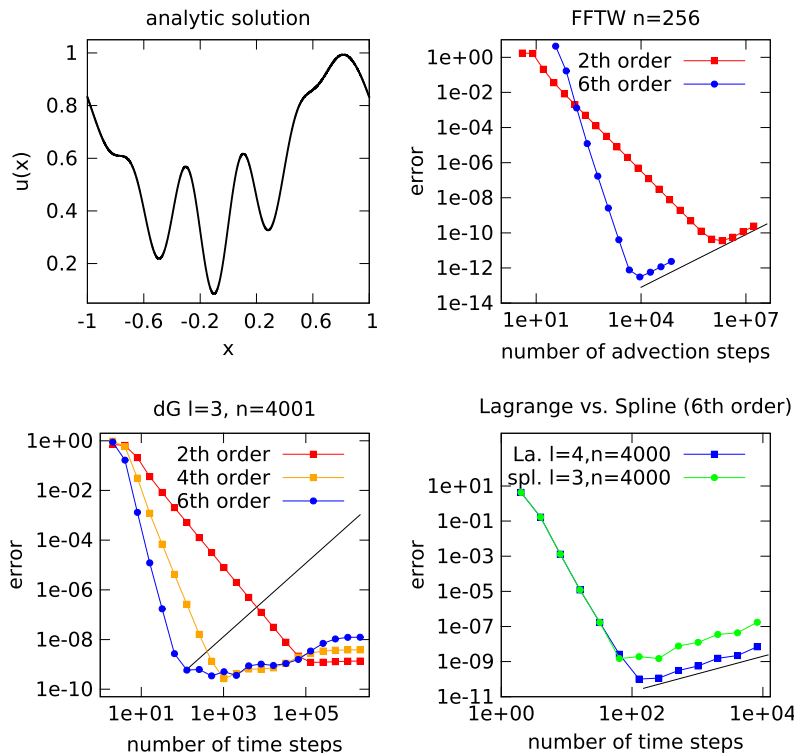 analytic solution
u(x)
1
0.8
0.6
0.4
0.2
-1 -0.6 -0.2 0.2 0.6 1
x
FFTW n=256
2th order
6th order
error
1e+00
1e-02
1e-04
1e-06
1e-08
1e-10
1e-12
1e-14
1e+01 1e+04 1e+07
number of advection steps
dG l=3, n=4001
2th order
4th order
6th order
error
1e+00
1e-02
1e-04
1e-06
1e-08
1e-10
1e+01 1e+03 1e+05
number of time steps
Lagrange vs. Spline (6th order)
La. l=4,n=4000
spl. l=3,n=4000
error
1e+01
1e-01
1e-03
1e-05
1e-07
1e-09
1e-11
1e+00 1e+02 1e+04
number of time steps